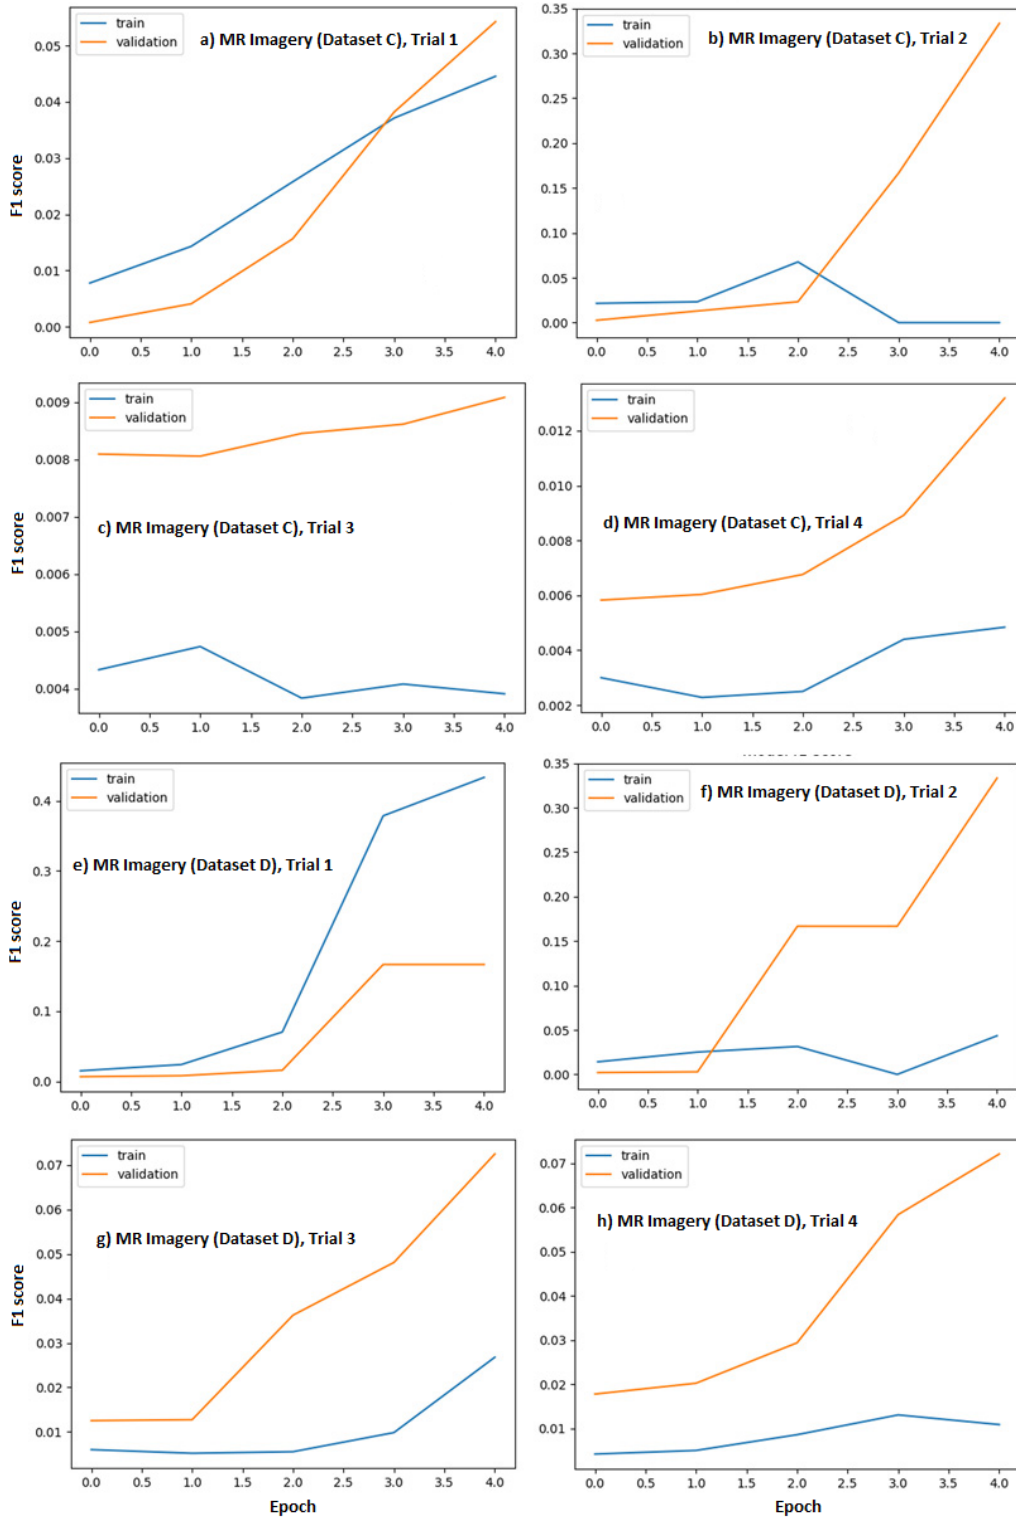 train
validation
a) MR Imagery (Dataset C), Trial 1
0.05
0.04
0.03
0.02
0.01
0.00
F1 score
0.0 0.5 1.0 1.5 2.0 2.5 3.0 3.5 4.0
train
validation
b) MR Imagery (Dataset C), Trial 2
0.35
0.30
0.25
0.20
0.15
0.10
0.05
0.00
0.0 0.5 1.0 1.5 2.0 2.5 3.0 3.5 4.0
train
validation
c) MR Imagery (Dataset C), Trial 3
0.009
0.008
0.007
0.006
0.005
0.004
F1 score
0.0 0.5 1.0 1.5 2.0 2.5 3.0 3.5 4.0
train
validation
d) MR Imagery (Dataset C), Trial 4
0.012
0.010
0.008
0.006
0.004
0.002
0.0 0.5 1.0 1.5 2.0 2.5 3.0 3.5 4.0
train
validation
e) MR Imagery (Dataset D), Trial 1
0.4
0.3
0.2
0.1
0.0
F1 score
0.0 0.5 1.0 1.5 2.0 2.5 3.0 3.5 4.0
train
validation
f) MR Imagery (Dataset D), Trial 2
0.35
0.30
0.25
0.20
0.15
0.10
0.05
0.00
0.0 0.5 1.0 1.5 2.0 2.5 3.0 3.5 4.0
train
validation
g) MR Imagery (Dataset D), Trial 3
0.07
0.06
0.05
0.04
0.03
0.02
0.01
F1 score
0.0 0.5 1.0 1.5 2.0 2.5 3.0 3.5 4.0
Epoch
train
validation
h) MR Imagery (Dataset D), Trial 4
0.07
0.06
0.05
0.04
0.03
0.02
0.01
0.0 0.5 1.0 1.5 2.0 2.5 3.0 3.5 4.0
Epoch